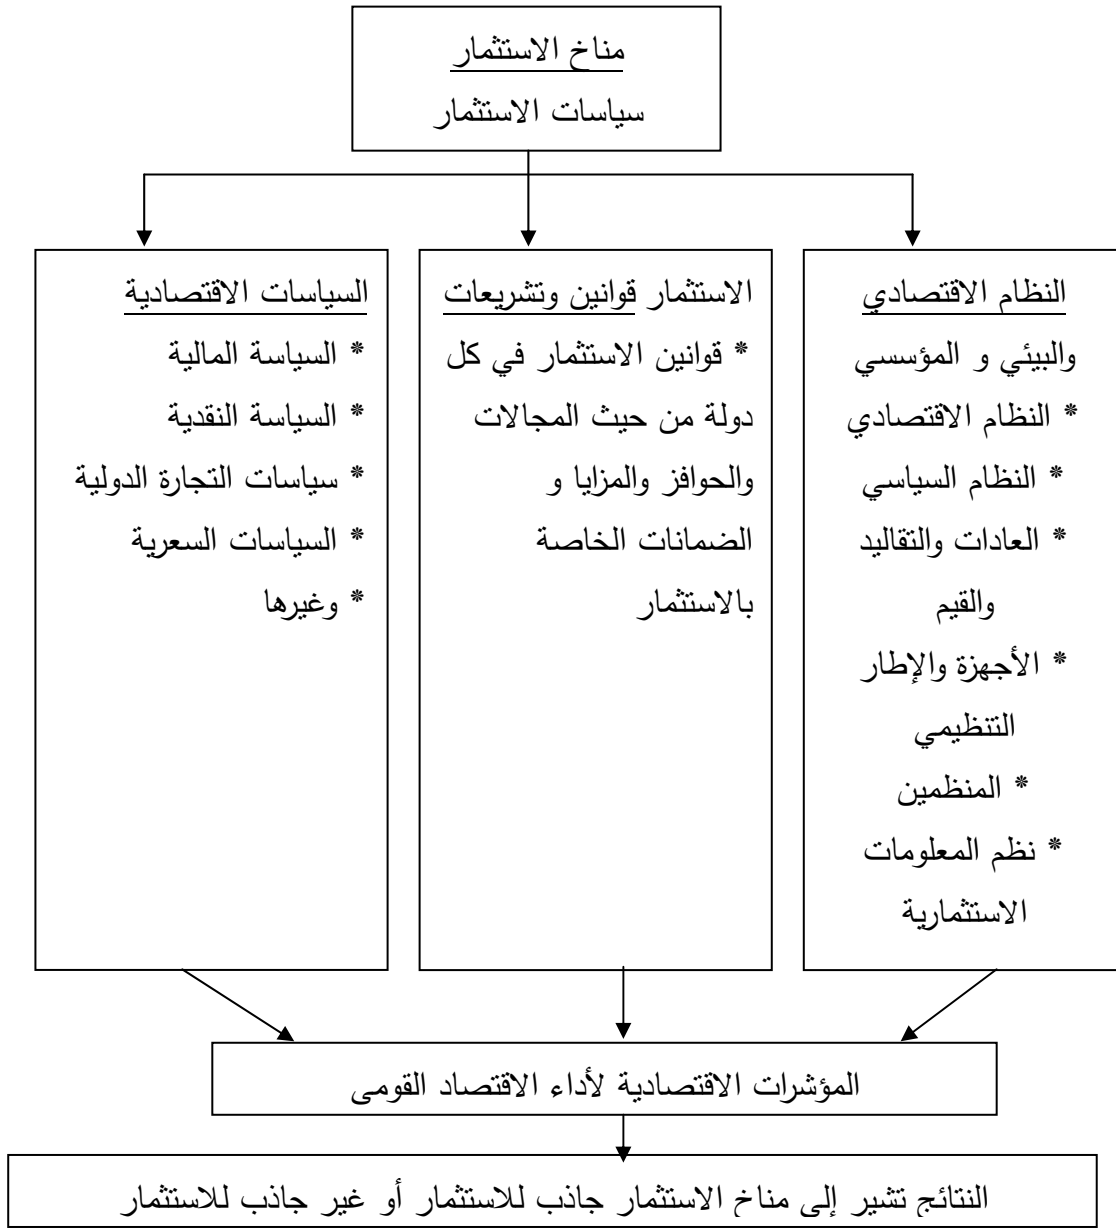 مناخ الاستثمار
سياسات الاستثمار
النظام الاقتصادي
والبيئي و المؤسسي
* النظام الاقتصادي
* النظام السياسي
* العادات والتقاليد
والقيم
* الأجهزة والإطار
التنظيمي
* المنظمين
* نظم المعلومات
الاستثمارية
الاستثمار قوانين وتشريعات
* قوانين الاستثمار في كل
دولة من حيث المجالات
والحوافز والمزايا و
الضمانات الخاصة
بالاستثمار
السياسات الاقتصادية
* السياسة المالية
* السياسة النقدية
* سياسات التجارة الدولية
* السياسات السعرية
* وغيرها
المؤشرات الاقتصادية لأداء الاقتصاد القومى
النتائج تشير إلى مناخ الاستثمار جاذب للاستثمار أو غير جاذب للاستثمار